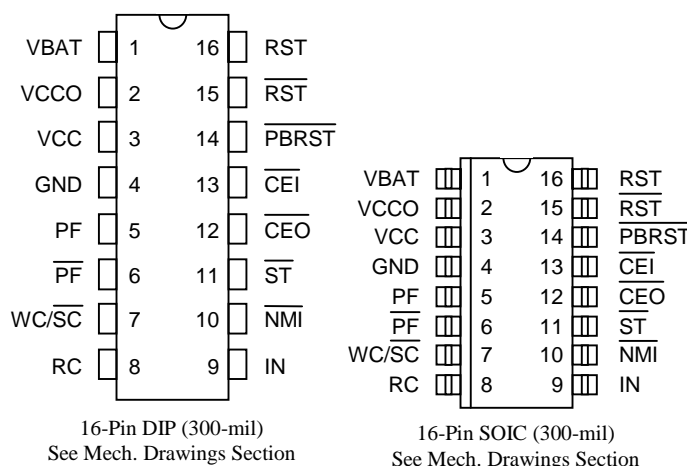 VBAT 1 16 RST
VCCO 2 15 RST
VCC 3 14 PBRST
GND 4 13 CEI
PF 5 12 CEO
PF 6 11 ST
WC/SC 7 10 NMI
RC 8 9 IN
16-Pin DIP (300-mil)
See Mech. Drawings Section
VBAT 1 16 RST
VCCO 2 15 RST
VCC 3 14 PBRST
GND 4 13 CEI
PF 5 12 CEO
PF 6 11 ST
WC/SC 7 10 NMI
RC 8 9 IN
16-Pin SOIC (300-mil)
See Mech. Drawings Section